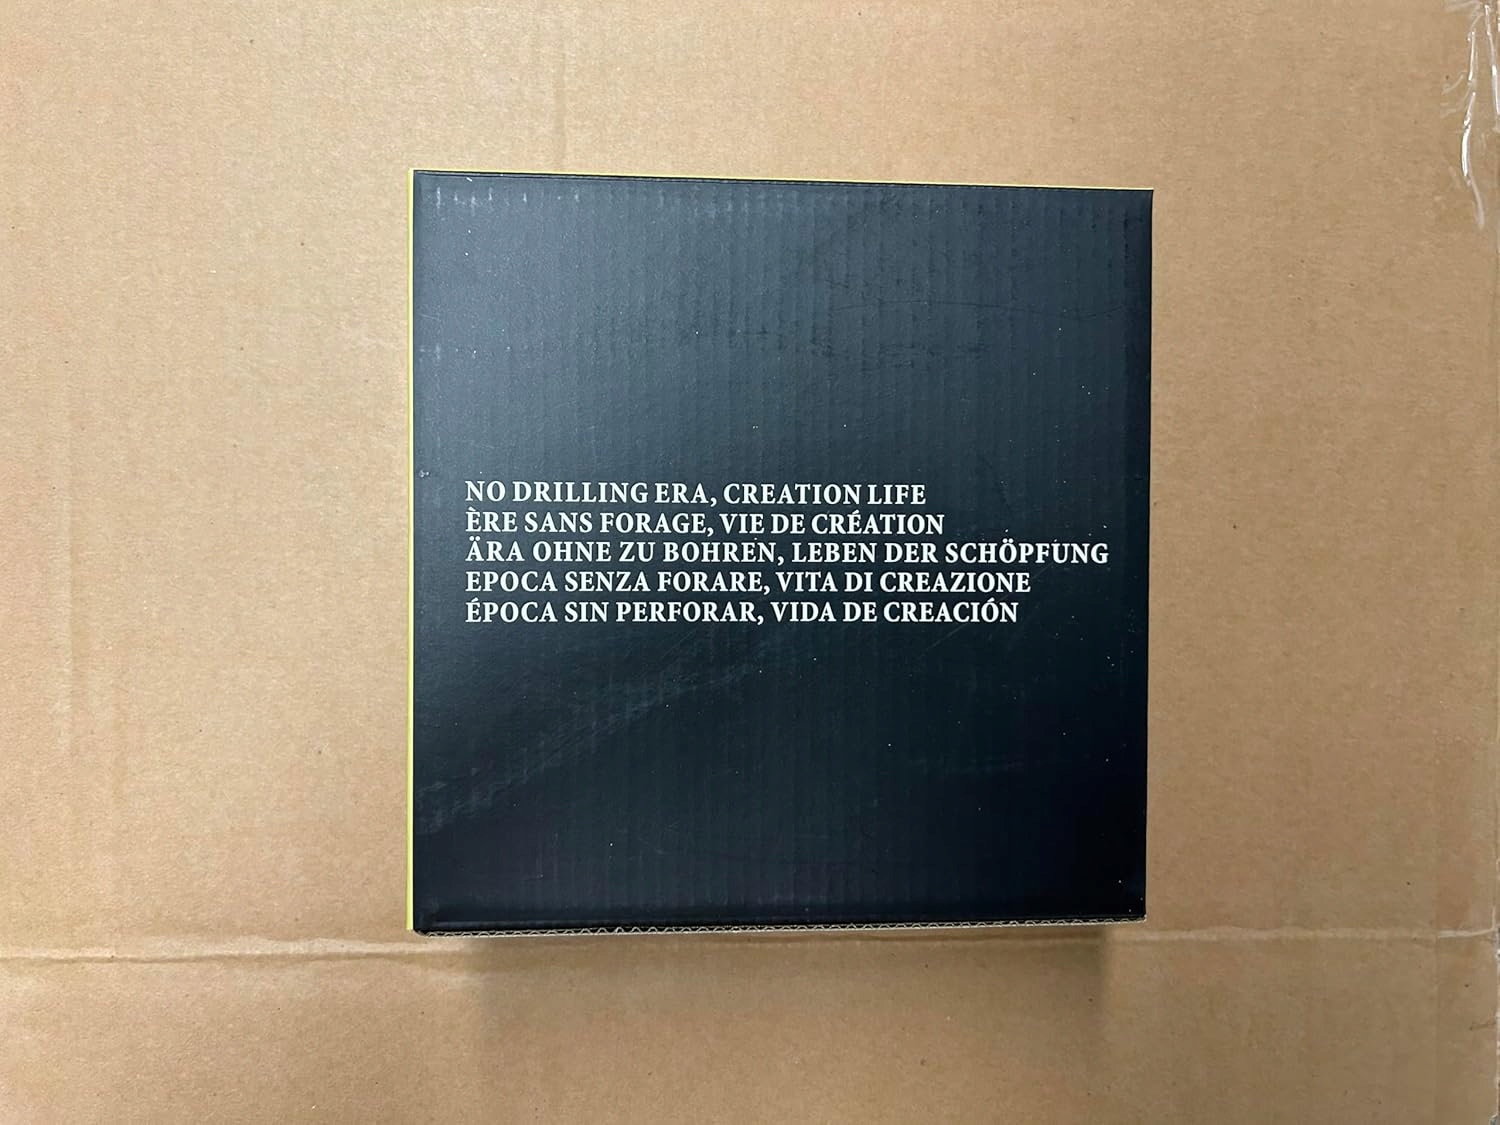 NO DRILLING ERA, CREATION LIFE
ÈRE SANS FORAGE, VIE DE CRÉATION
ÄRA OHNE ZU BOHREN, LEBEN DER SCHÖPFUNG
EPOCA SENZA FORARE, VITA DI CREAZIONE
ÉPOCA SIN PERFORAR, VIDA DE CREACIÓN